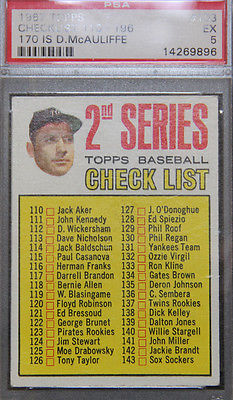 PSA
TOPPS
CHECK
196
EX
170 IS D.McAULIFFE
5
14269896
2nd SERIES
TOPPS BASEBALL
CHECK LIST
110 Jack Aker
111 John Kennedy
112 D. Wickersham
113 Dave Nicholson
114 Jack Baldschun
115 Paul Casanova
116 Herman Franks
117 Darrell Brandon
118 Bernie Allen
119 W. Blasingame
120 Floyd Robinson
121 Ed Bressoud
122 George Brunet
123 Pirates Rookies
124 Jim Stewart
125 Moe Drabowsky
126 Tony Taylor
127 J. O'Donoghue
128 Ed Spiezio
129 Phil Roof
130 Phil Regan
131 Yankees Team
132 Ozzie Virgil
133 Ron Kline
134 Gates Brown
135 Deron Johnson
136 C. Sembera
137 Twins Rookies
138 Dick Kelley
139 Dalton Jones
140 Willie Stargell
141 John Miller
142 Jackie Brandt
143 Sox Sockers